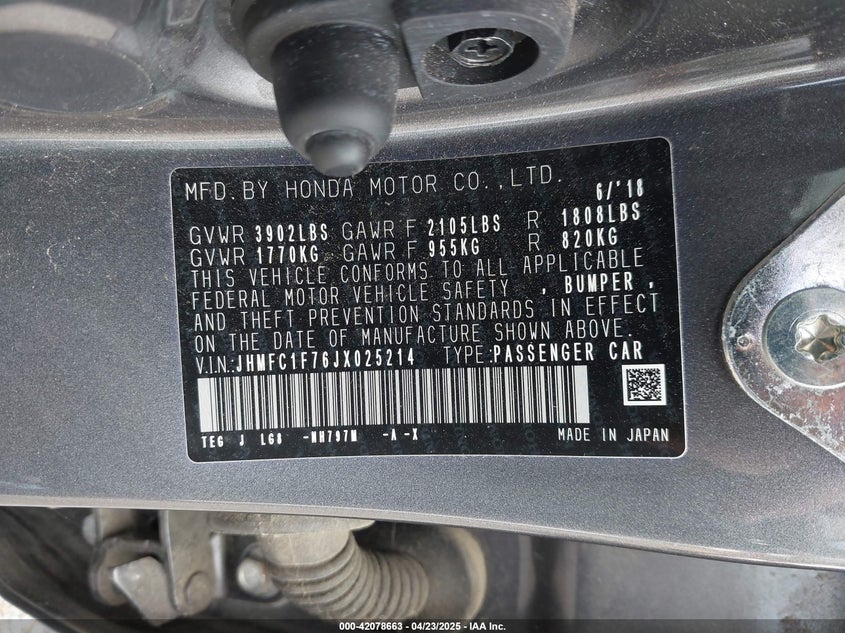 MFD. BY HONDA MOTOR CO., LTD. 6/'18
GVWR 3902LBS GAWR F 2105LBS R 1808LBS
GVWR 1770KG GAWR F 955KG R 820KG
THIS VEHICLE CONFORMS TO ALL APPLICABLE
FEDERAL MOTOR VEHICLE SAFETY , BUMPER ,
AND THEFT PREVENTION STANDARDS IN EFFECT
ON THE DATE OF MANUFACTURE SHOWN ABOVE.
V.I.N.: JHMFC1F76JX025214 TYPE: PASSENGER CAR
TEG J LG8 -NH797M -A -X MADE IN JAPAN
000-42078663 - 04/23/2025 - IAA Inc.